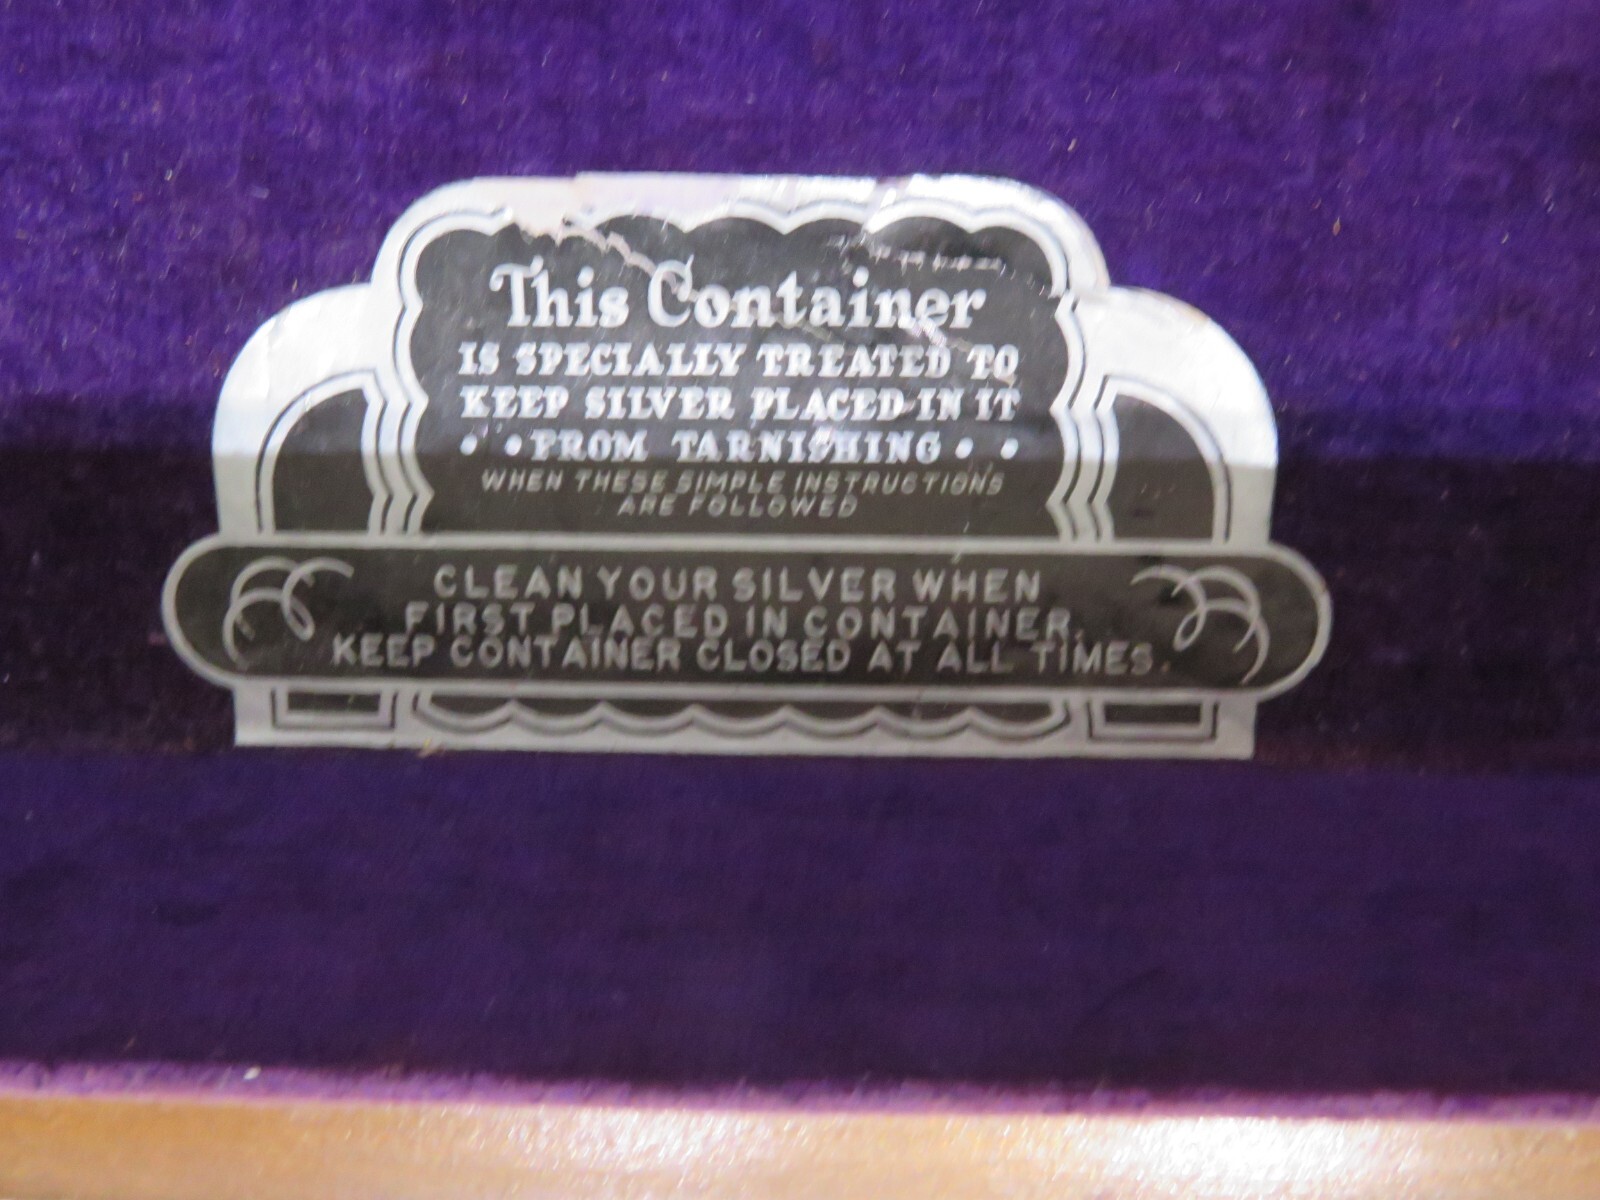 This Container
IS SPECIALLY TREATED TO
KEEP SILVER PLACED IN IT
• • FROM TARNISHING • •
WHEN THESE SIMPLE INSTRUCTIONS
ARE FOLLOWED
CLEAN YOUR SILVER WHEN
FIRST PLACED IN CONTAINER.
KEEP CONTAINER CLOSED AT ALL TIMES.